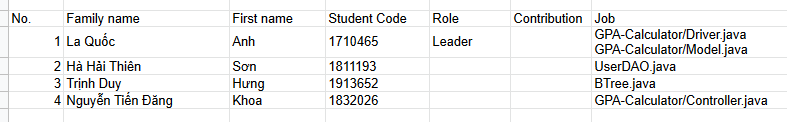 No. Family name First name Student Code Role Contribution Job
1 La Quốc Anh 1710465 Leader GPA-Calculator/Driver.java
GPA-Calculator/Model.java
2 Hà Hải Thiên Sơn 1811193 UserDAO.java
3 Trịnh Duy Hưng 1913652 BTree.java
4 Nguyễn Tiến Đăng Khoa 1832026 GPA-Calculator/Controller.java